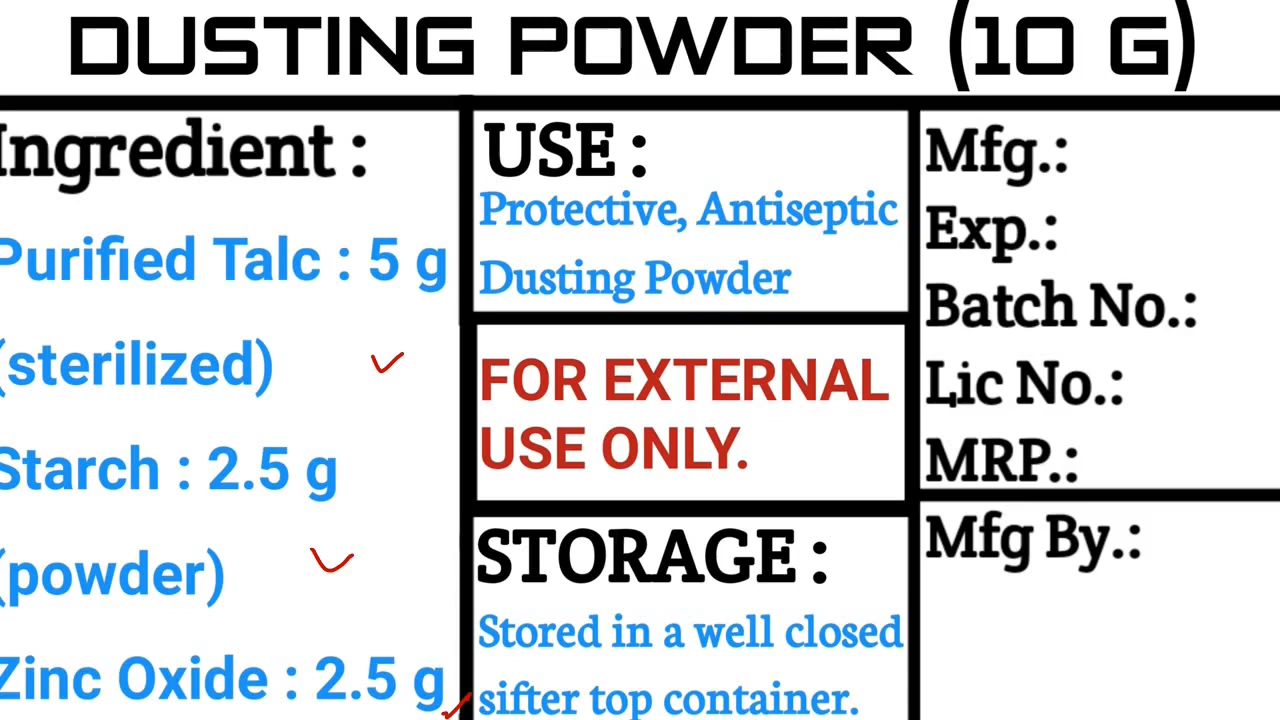 DUSTING POWDER (10 G)
Ingredient :
Purified Talc : 5 g
(sterilized)
Starch : 2.5 g
(powder)
Zinc Oxide : 2.5 g
USE :
Protective, Antiseptic
Dusting Powder
FOR EXTERNAL
USE ONLY.
STORAGE :
Stored in a well closed
sifter top container.
Mfg.:
Exp.:
Batch No.:
Lic No.:
MRP.:
Mfg By.: